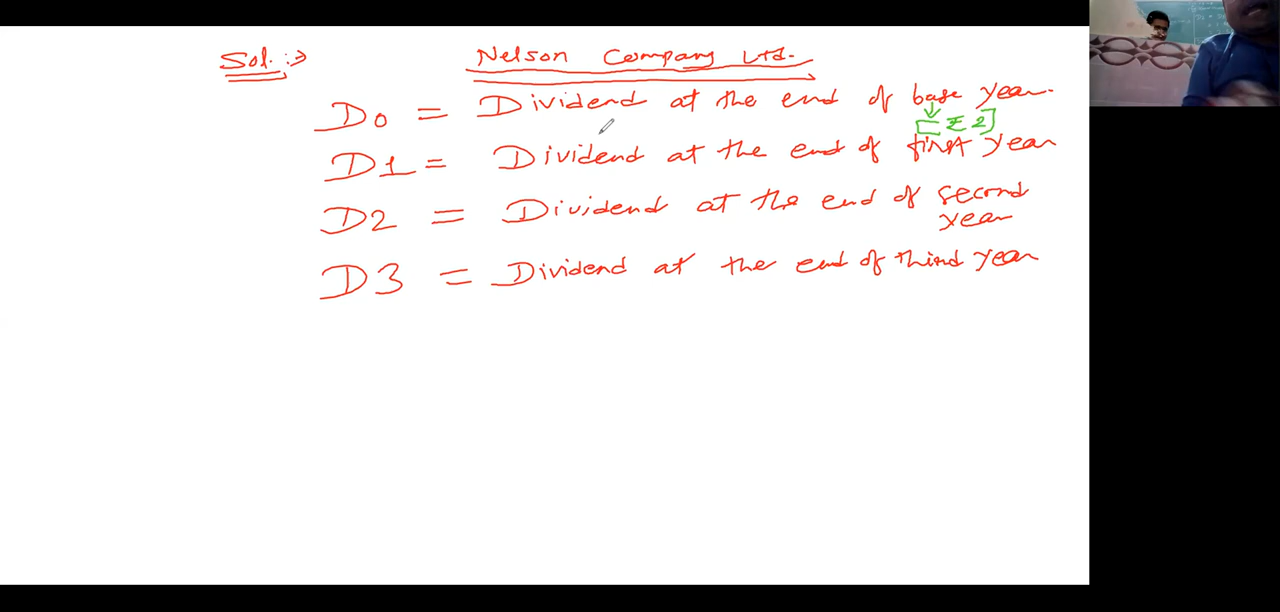 Sol. :→ Nelson Company Ltd.
D0 = Dividend at the end of base year.
[₹ 2]
D1 = Dividend at the end of first year
D2 = Dividend at the end of second
year
D3 = Dividend at the end of third year